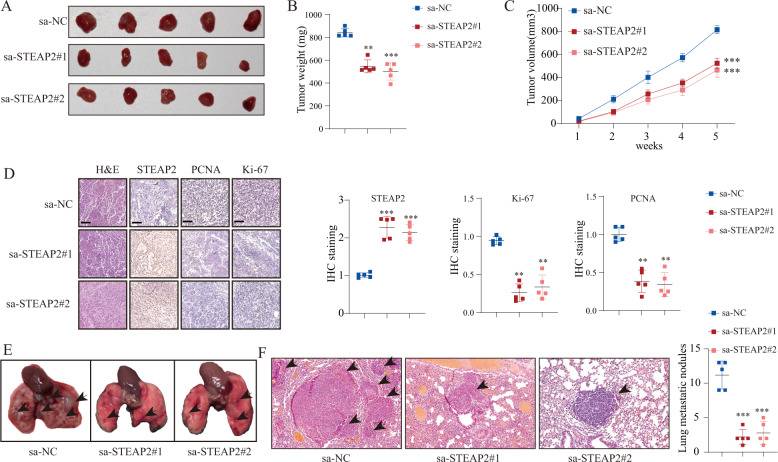 A
sa-NC
sa-STEAP2#1
sa-STEAP2#2
B
Tumor weight (mg)
1000
800
600
400
200
0
**
***
sa-NC
sa-STEAP2#1
sa-STEAP2#2
C
Tumor volume(mm3)
1000
800
600
400
200
0
1 2 3 4 5
weeks
sa-NC
sa-STEAP2#1
sa-STEAP2#2
***
***
D
H&E STEAP2 PCNA Ki-67
sa-NC
sa-STEAP2#1
sa-STEAP2#2
STEAP2
IHC staining
3
2
1
0
***
***
Ki-67
IHC staining
1.5
1.0
0.5
0.0
**
**
PCNA
IHC staining
1.5
1.0
0.5
0.0
**
**
sa-NC
sa-STEAP2#1
sa-STEAP2#2
E
sa-NC
sa-STEAP2#1
sa-STEAP2#2
F
sa-NC
sa-STEAP2#1
sa-STEAP2#2
sa-NC
sa-STEAP2#1
sa-STEAP2#2
Lung metastatic nodules
15
10
5
0
***
***